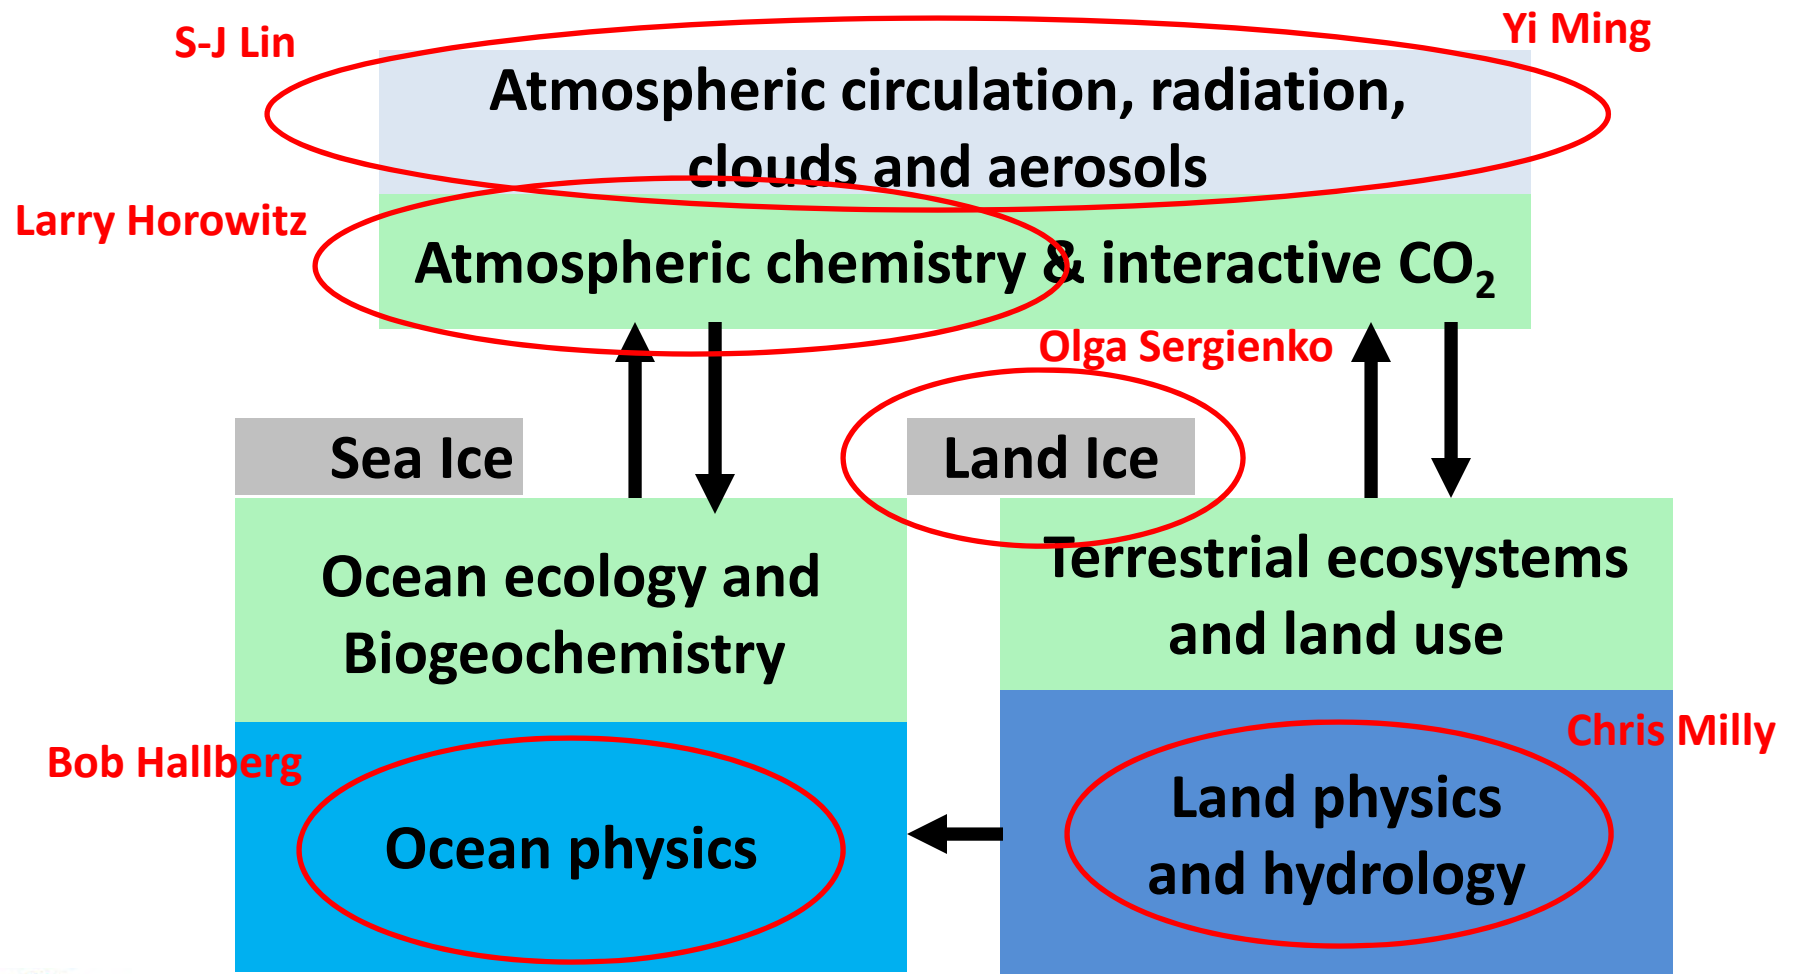 S-J Lin
Yi Ming
Atmospheric circulation, radiation,
clouds and aerosols
Larry Horowitz
Atmospheric chemistry & interactive CO₂
Olga Sergienko
Sea Ice
Land Ice
Ocean ecology and
Biogeochemistry
Terrestrial ecosystems
and land use
Bob Hallberg
Chris Milly
Ocean physics
Land physics
and hydrology